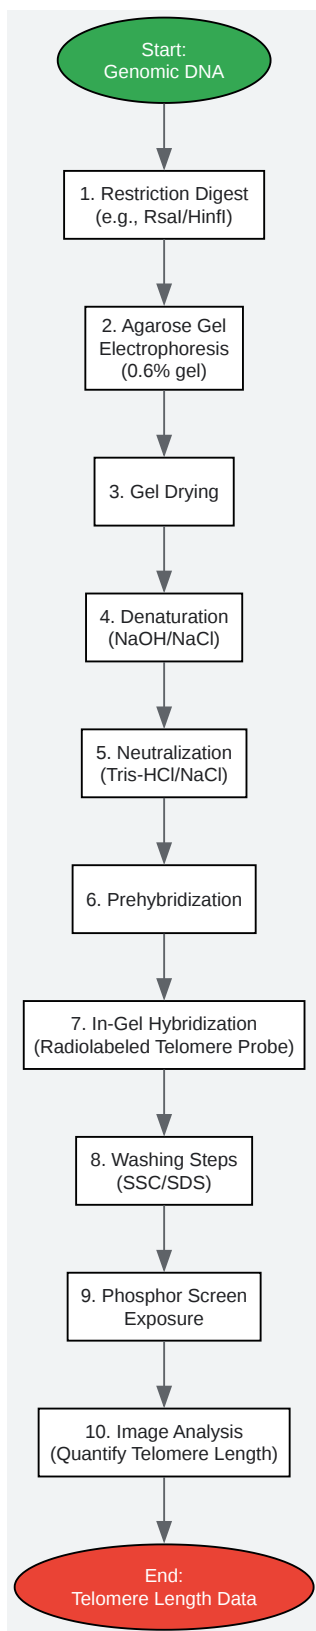 Start:
Genomic DNA
1. Restriction Digest
(e.g., RsaI/HinfI)
2. Agarose Gel
Electrophoresis
(0.6% gel)
3. Gel Drying
4. Denaturation
(NaOH/NaCl)
5. Neutralization
(Tris-HCl/NaCl)
6. Prehybridization
7. In-Gel Hybridization
(Radiolabeled Telomere Probe)
8. Washing Steps
(SSC/SDS)
9. Phosphor Screen
Exposure
10. Image Analysis
(Quantify Telomere Length)
End:
Telomere Length Data